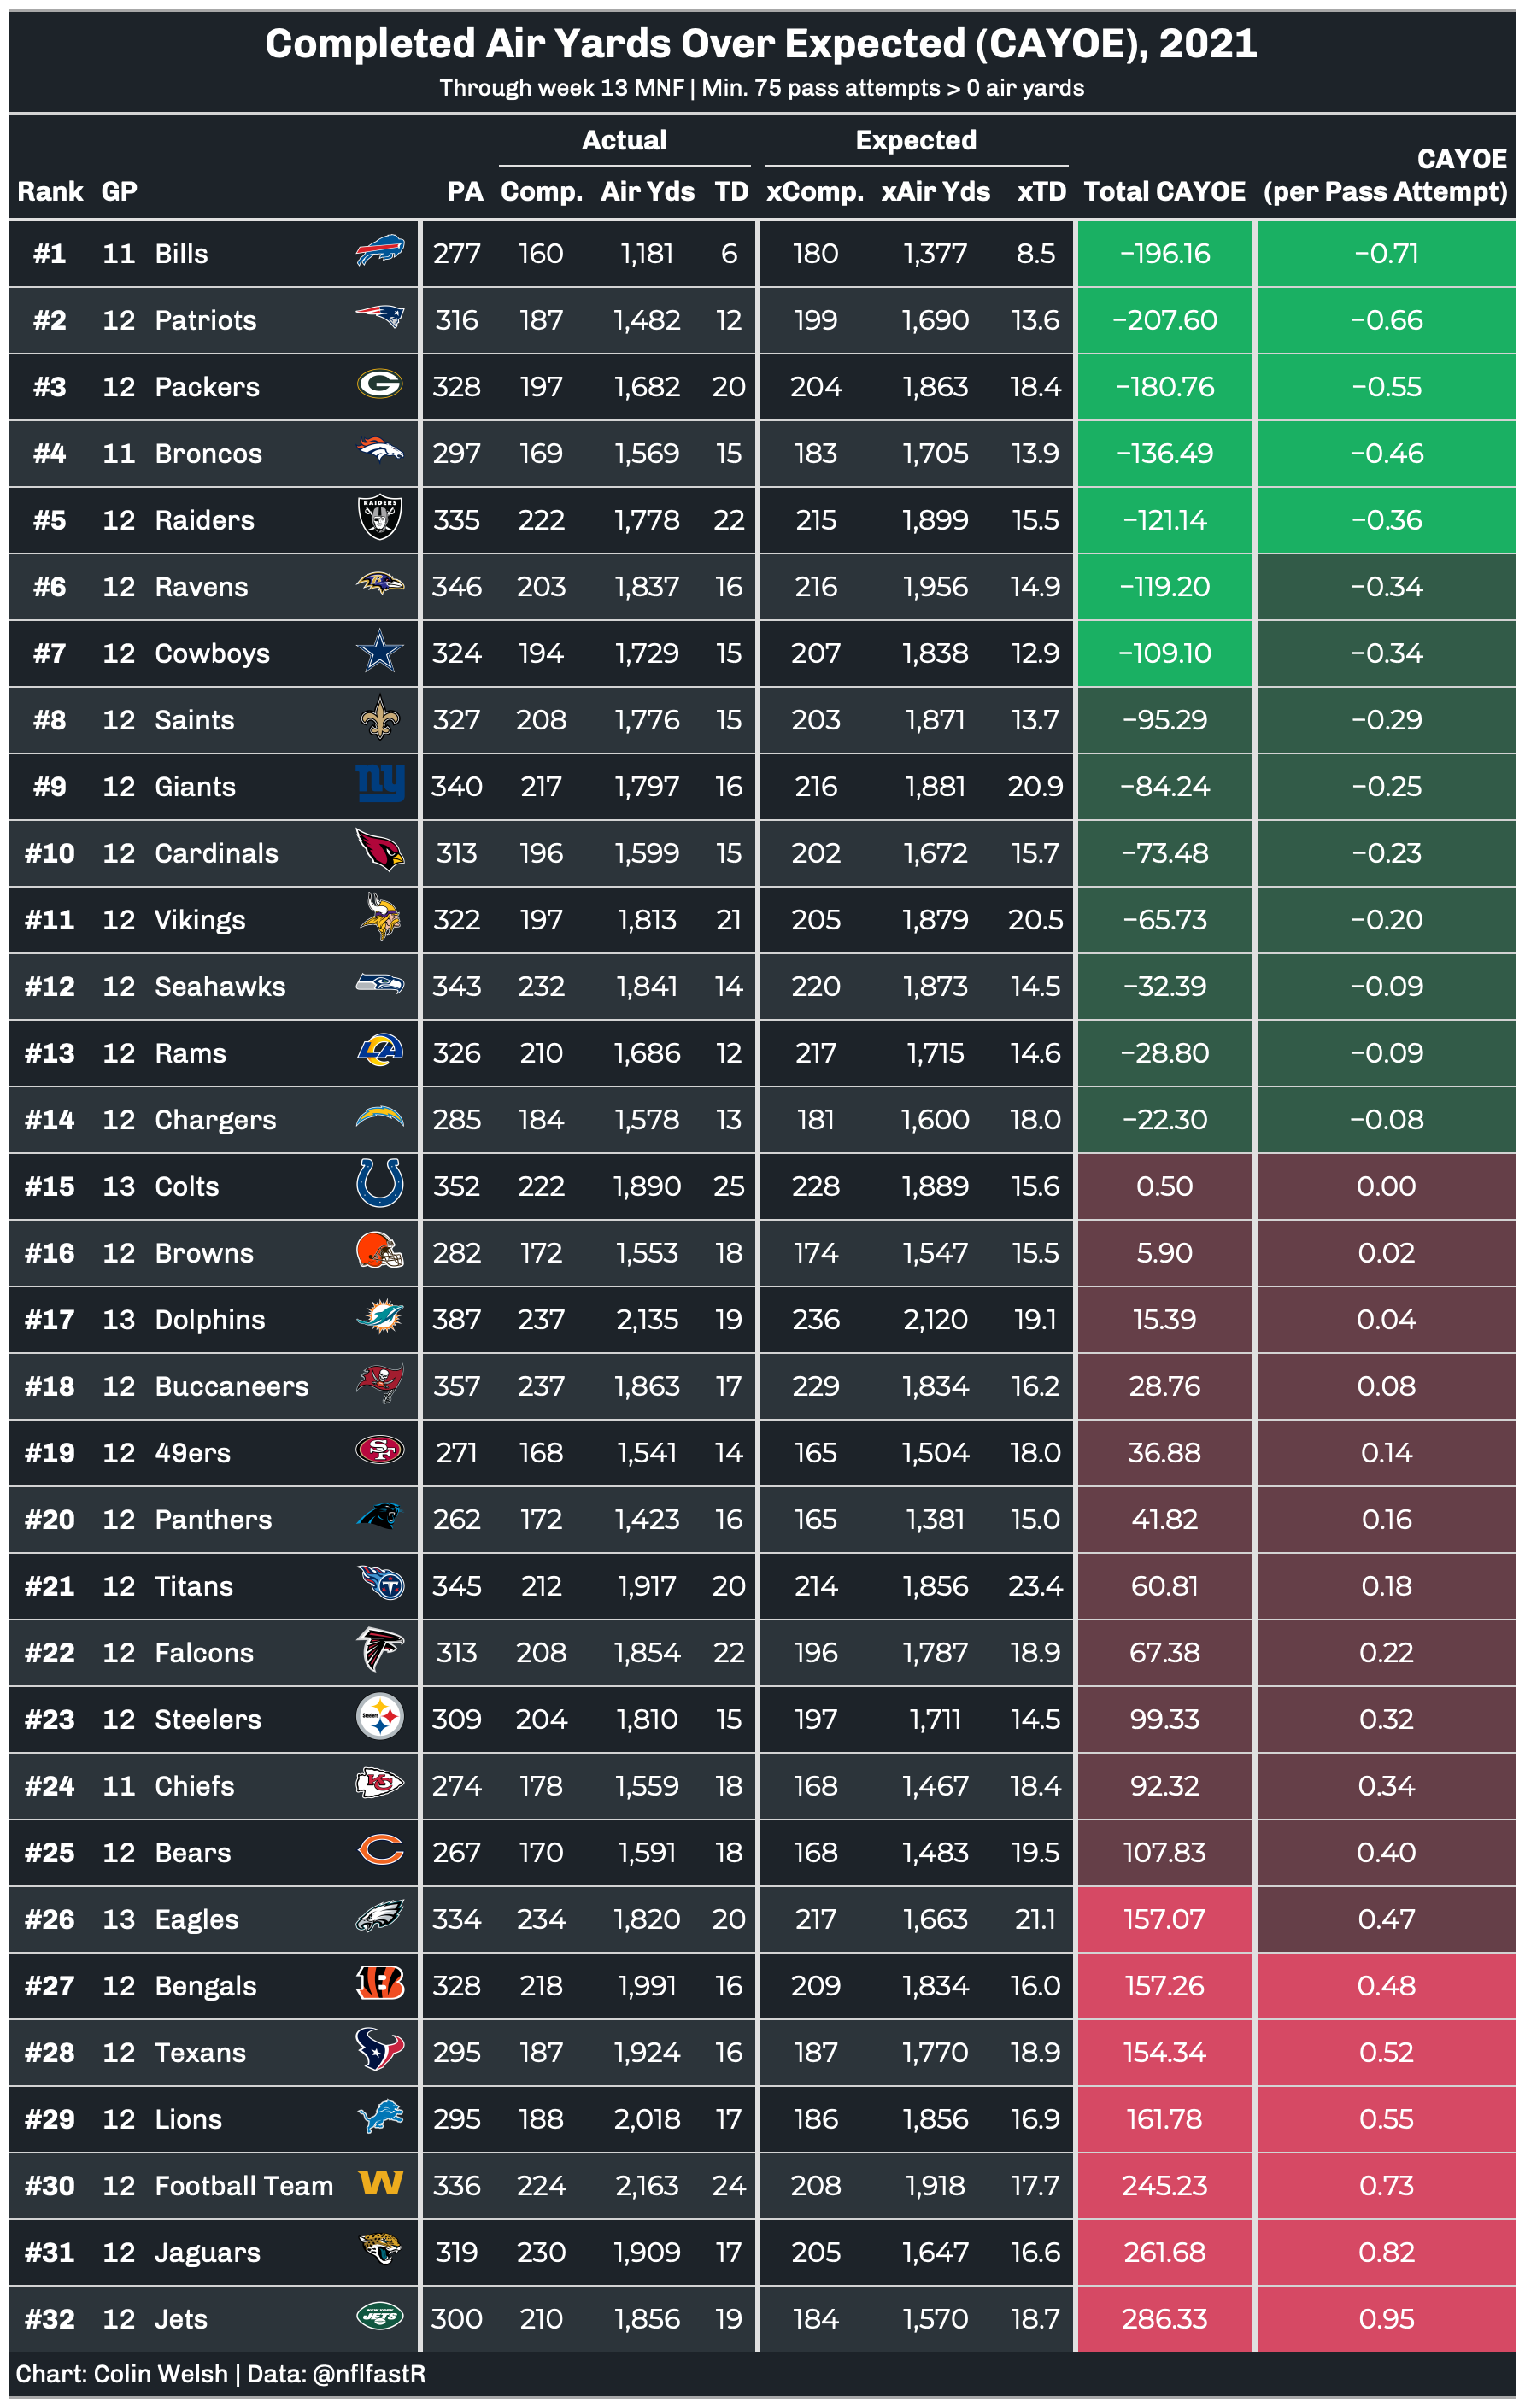 Completed Air Yards Over Expected (CAYOE), 2021
Through week 13 MNF | Min. 75 pass attempts > 0 air yards
Actual Expected CAYOE
Rank GP PA Comp. Air Yds TD xComp. xAir Yds xTD Total CAYOE (per Pass Attempt)
#1 11 Bills 277 160 1,181 6 180 1,377 8.5 −196.16 −0.71
#2 12 Patriots 316 187 1,482 12 199 1,690 13.6 −207.60 −0.66
#3 12 Packers G 328 197 1,682 20 204 1,863 18.4 −180.76 −0.55
#4 11 Broncos 297 169 1,569 15 183 1,705 13.9 −136.49 −0.46
#5 12 Raiders RAIDERS 335 222 1,778 22 215 1,899 15.5 −121.14 −0.36
#6 12 Ravens B 346 203 1,837 16 216 1,956 14.9 −119.20 −0.34
#7 12 Cowboys 324 194 1,729 15 207 1,838 12.9 −109.10 −0.34
#8 12 Saints 327 208 1,776 15 203 1,871 13.7 −95.29 −0.29
#9 12 Giants ny 340 217 1,797 16 216 1,881 20.9 −84.24 −0.25
#10 12 Cardinals 313 196 1,599 15 202 1,672 15.7 −73.48 −0.23
#11 12 Vikings 322 197 1,813 21 205 1,879 20.5 −65.73 −0.20
#12 12 Seahawks 343 232 1,841 14 220 1,873 14.5 −32.39 −0.09
#13 12 Rams LA 326 210 1,686 12 217 1,715 14.6 −28.80 −0.09
#14 12 Chargers 285 184 1,578 13 181 1,600 18.0 −22.30 −0.08
#15 13 Colts 352 222 1,890 25 228 1,889 15.6 0.50 0.00
#16 12 Browns 282 172 1,553 18 174 1,547 15.5 5.90 0.02
#17 13 Dolphins 387 237 2,135 19 236 2,120 19.1 15.39 0.04
#18 12 Buccaneers 357 237 1,863 17 229 1,834 16.2 28.76 0.08
#19 12 49ers SF 271 168 1,541 14 165 1,504 18.0 36.88 0.14
#20 12 Panthers 262 172 1,423 16 165 1,381 15.0 41.82 0.16
#21 12 Titans T 345 212 1,917 20 214 1,856 23.4 60.81 0.18
#22 12 Falcons 313 208 1,854 22 196 1,787 18.9 67.38 0.22
#23 12 Steelers Steelers 309 204 1,810 15 197 1,711 14.5 99.33 0.32
#24 11 Chiefs KC 274 178 1,559 18 168 1,467 18.4 92.32 0.34
#25 12 Bears C 267 170 1,591 18 168 1,483 19.5 107.83 0.40
#26 13 Eagles 334 234 1,820 20 217 1,663 21.1 157.07 0.47
#27 12 Bengals B 328 218 1,991 16 209 1,834 16.0 157.26 0.48
#28 12 Texans 295 187 1,924 16 187 1,770 18.9 154.34 0.52
#29 12 Lions 295 188 2,018 17 186 1,856 16.9 161.78 0.55
#30 12 Football Team W 336 224 2,163 24 208 1,918 17.7 245.23 0.73
#31 12 Jaguars 319 230 1,909 17 205 1,647 16.6 261.68 0.82
#32 12 Jets NEW YORK JETS 300 210 1,856 19 184 1,570 18.7 286.33 0.95
Chart: Colin Welsh | Data: @nflfastR